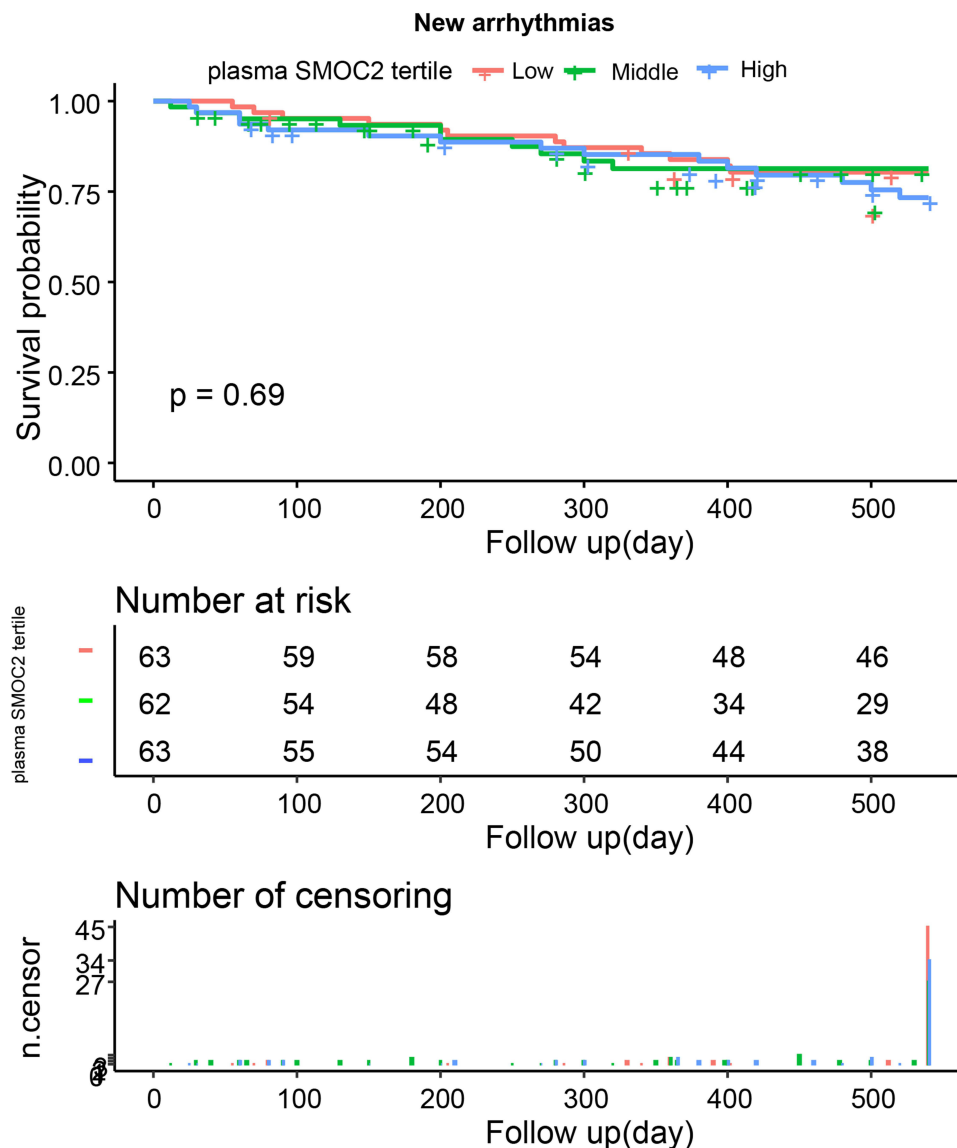 New arrhythmias
plasma SMOC2 tertile Low Middle High
1.00
0.75
0.50
0.25
0.00
Survival probability
p = 0.69
0 100 200 300 400 500
Follow up(day)
Number at risk
plasma SMOC2 tertile
63 59 58 54 48 46
62 54 48 42 34 29
63 55 54 50 44 38
0 100 200 300 400 500
Follow up(day)
Number of censoring
n.censor
45
34
27
0 100 200 300 400 500
Follow up(day)